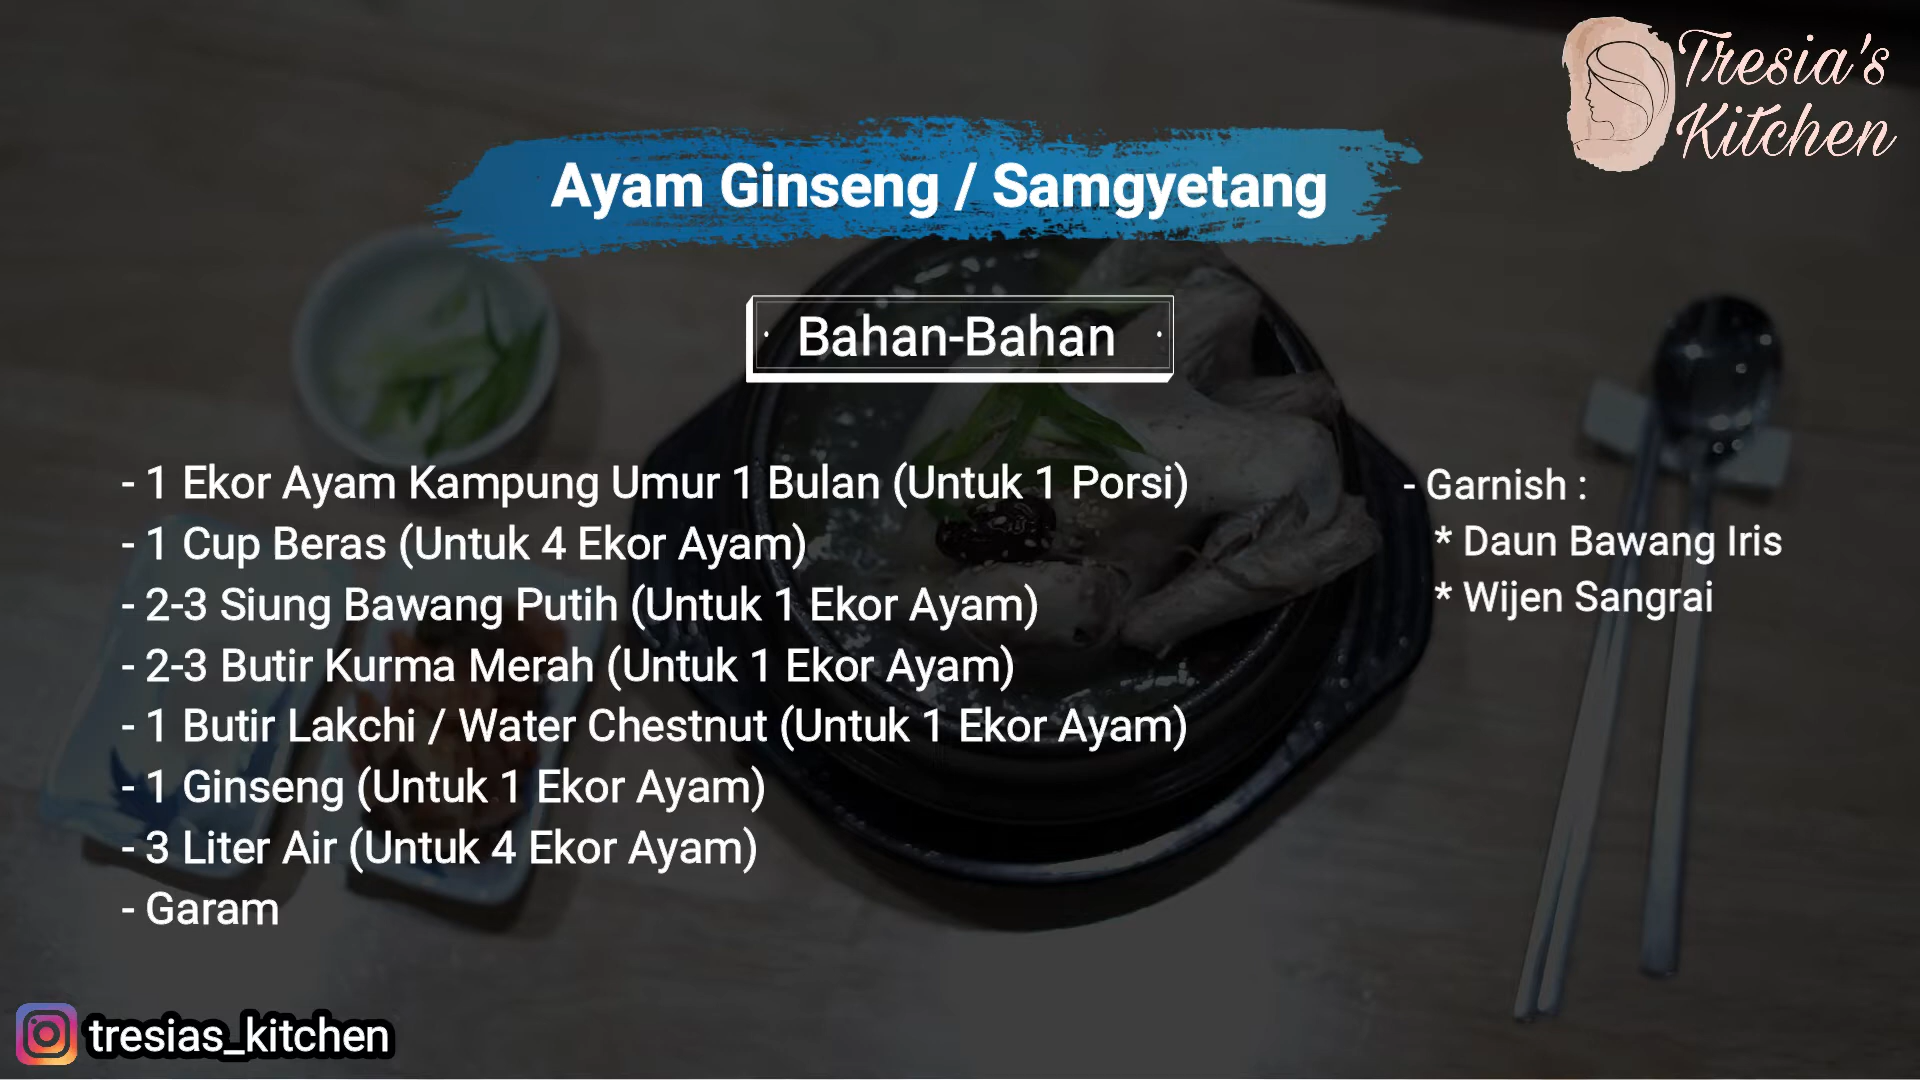 Tresia's
Kitchen
Ayam Ginseng / Samgyetang
Bahan-Bahan
- 1 Ekor Ayam Kampung Umur 1 Bulan (Untuk 1 Porsi)
- 1 Cup Beras (Untuk 4 Ekor Ayam)
- 2-3 Siung Bawang Putih (Untuk 1 Ekor Ayam)
- 2-3 Butir Kurma Merah (Untuk 1 Ekor Ayam)
- 1 Butir Lakchi / Water Chestnut (Untuk 1 Ekor Ayam)
- 1 Ginseng (Untuk 1 Ekor Ayam)
- 3 Liter Air (Untuk 4 Ekor Ayam)
- Garam
- Garnish :
* Daun Bawang Iris
* Wijen Sangrai
tresias_kitchen